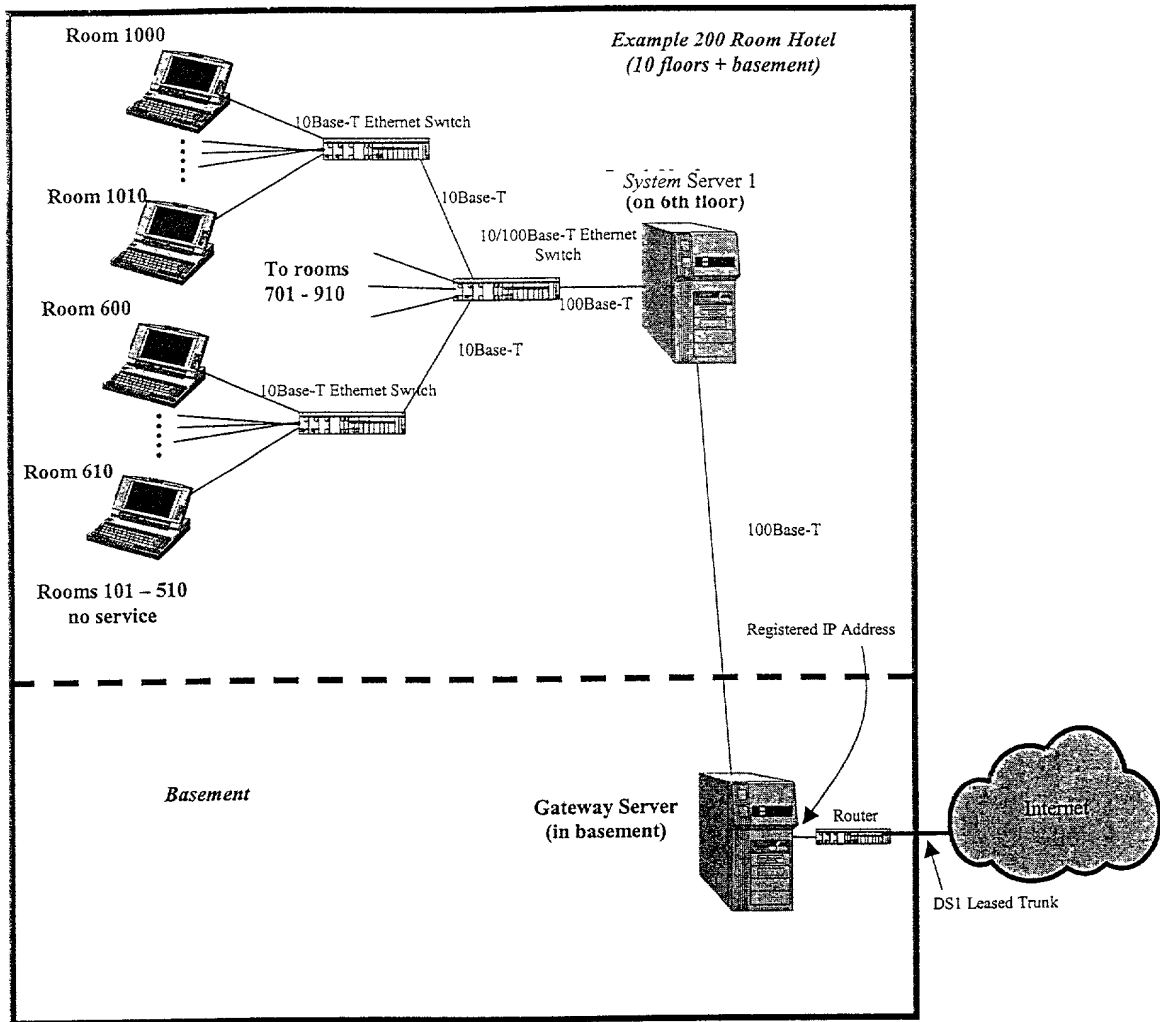 Room 1000
Example 200 Room Hotel
(10 floors + basement)
10Base-T Ethernet Switch
Room 1010
10Base-T
System Server 1
(on 6th floor)
10/100Base-T Ethernet
Switch
To rooms
701 - 910
100Base-T
Room 600
10Base-T
10Base-T Ethernet Switch
Room 610
100Base-T
Rooms 101 – 510
no service
Registered IP Address
Basement
Gateway Server
(in basement)
Router
Internet
DS1 Leased Trunk